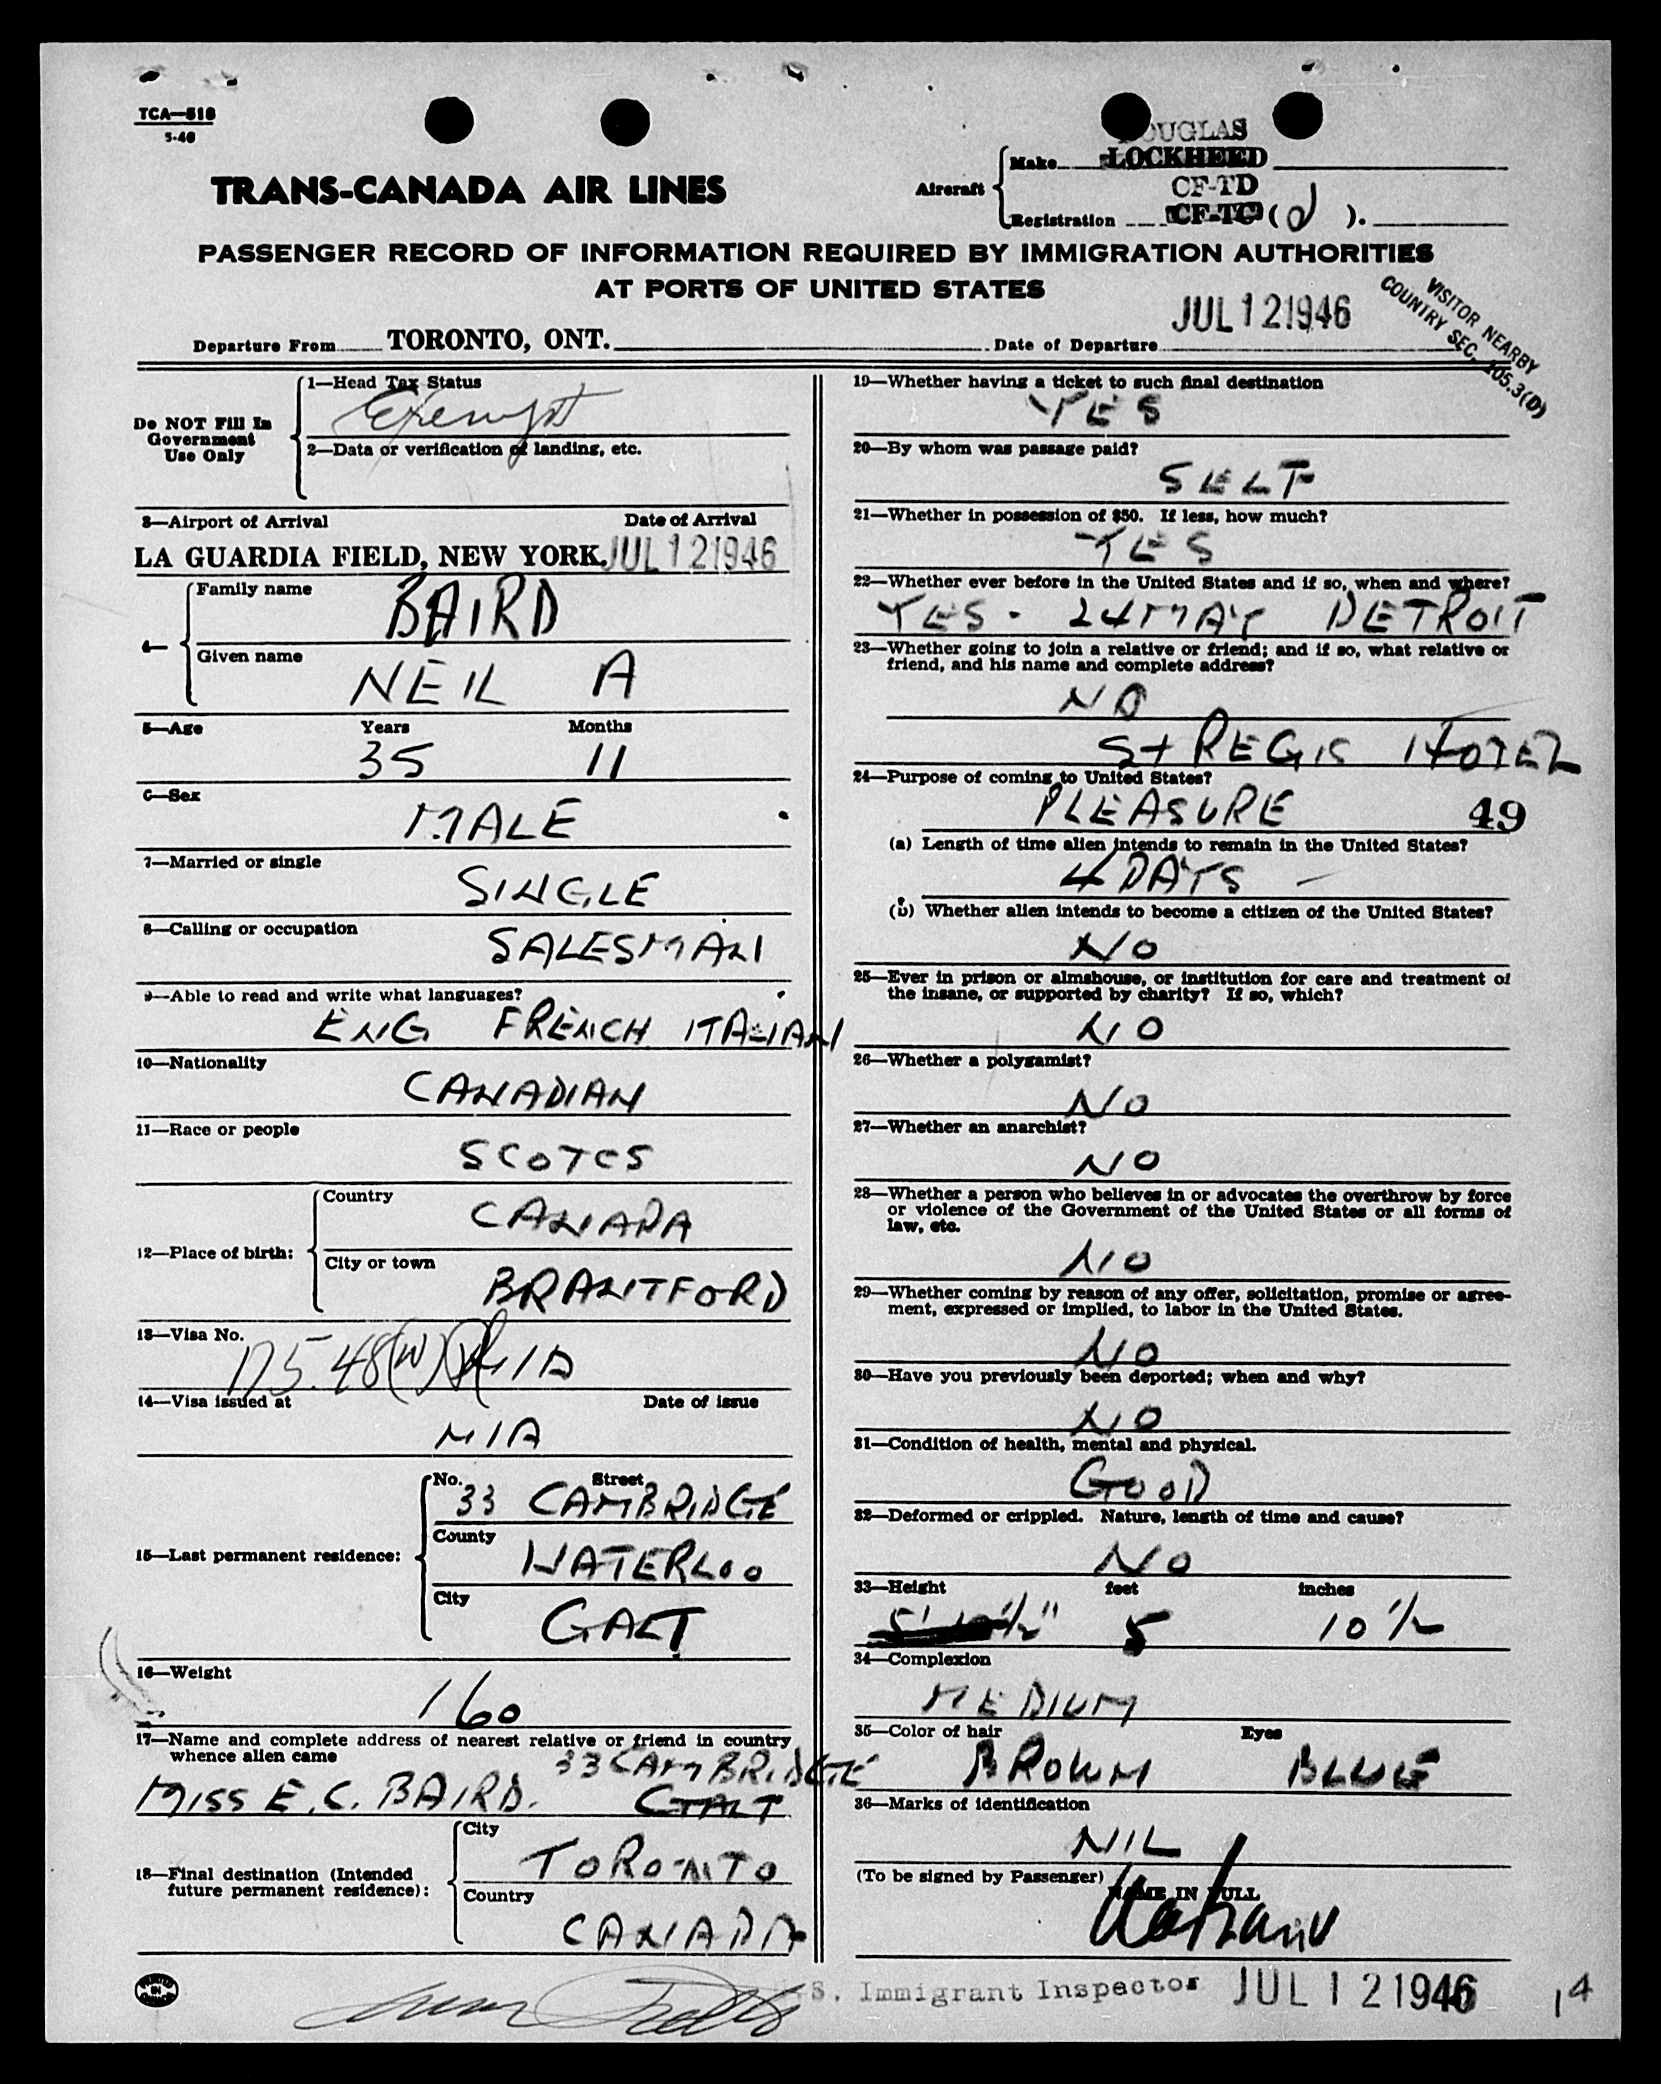 TCA—518
5-40
DOUGLAS
Make LOCKHEED
TRANS-CANADA AIR LINES
Aircraft
CF-TD
Registration CF-TC (d).
PASSENGER RECORD OF INFORMATION REQUIRED BY IMMIGRATION AUTHORITIES
AT PORTS OF UNITED STATES
VISITOR NEARBY
COUNTRY SEC. 105.3(D)
Departure From TORONTO, ONT. Date of Departure JUL 12 1946
Do NOT Fill In
Government
Use Only
1—Head Tax Status
Exempt
2—Data or verification of landing, etc.
3—Airport of Arrival Date of Arrival
LA GUARDIA FIELD, NEW YORK. JUL 12 1946
4—
Family name
BAIRD
Given name
NEIL A
5—Age Years Months
35 11
6—Sex
MALE
7—Married or single
SINGLE
8—Calling or occupation
SALESMAN
9—Able to read and write what languages?
ENG FRENCH ITALIAN
10—Nationality
CANADIAN
11—Race or people
SCOTCS
12—Place of birth:
Country
CANADA
City or town
BRANTFORD
13—Visa No.
175.48(W)
14—Visa issued at Date of issue
NIA
15—Last permanent residence:
No. Street
33 CAMBRIDGE
County
WATERLOO
City
GALT
16—Weight
160
17—Name and complete address of nearest relative or friend in country
whence alien came
33 CAMBRIDGE
MISS E.C. BAIRD. GALT
18—Final destination (Intended
future permanent residence):
City
TORONTO
Country
CANADA
19—Whether having a ticket to such final destination
YES
20—By whom was passage paid?
SELF
21—Whether in possession of $50. If less, how much?
YES
22—Whether ever before in the United States and if so, when and where?
YES - 24 MAY DETROIT
23—Whether going to join a relative or friend; and if so, what relative or
friend, and his name and complete address?
NO
St REGIS HOTEL
24—Purpose of coming to United States?
PLEASURE 49
(a) Length of time alien intends to remain in the United States?
4 DAYS —
(b) Whether alien intends to become a citizen of the United States?
NO
25—Ever in prison or almshouse, or institution for care and treatment of
the insane, or supported by charity? If so, which?
NO
26—Whether a polygamist?
NO
27—Whether an anarchist?
NO
28—Whether a person who believes in or advocates the overthrow by force
or violence of the Government of the United States or all forms of
law, etc.
NO
29—Whether coming by reason of any offer, solicitation, promise or agree-
ment, expressed or implied, to labor in the United States.
NO
30—Have you previously been deported; when and why?
NO
31—Condition of health, mental and physical.
GOOD
32—Deformed or crippled. Nature, length of time and cause?
NO
33—Height feet inches
5' 10½" 5 10 ½
34—Complexion
MEDIUM
35—Color of hair Eyes
BROWN BLUE
36—Marks of identification
NIL
(To be signed by Passenger)
NAME IN FULL
S. Immigrant Inspector JUL 12 1946 14